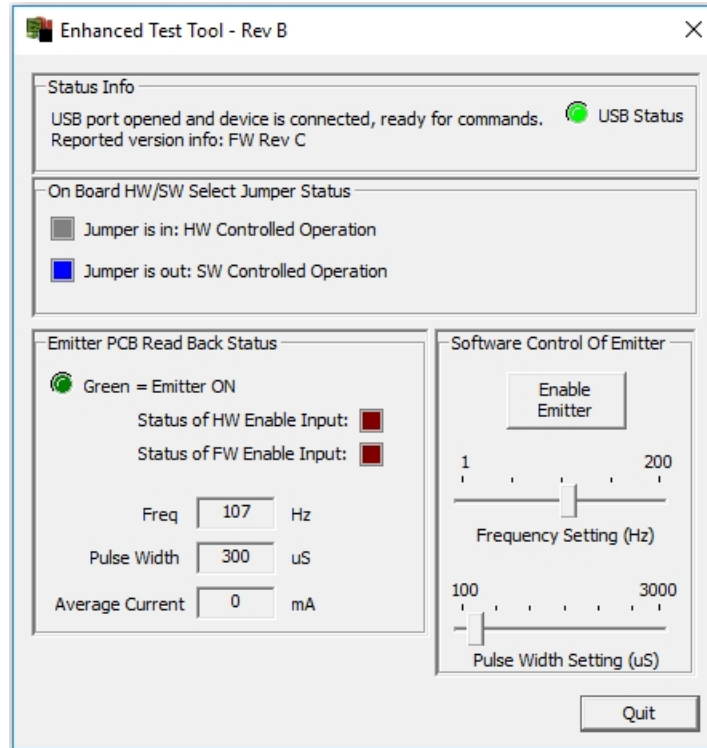 Enhanced Test Tool - Rev B
Status Info
USB port opened and device is connected, ready for commands.
USB Status
Reported version info: FW Rev C
On Board HW/SW Select Jumper Status
Jumper is in: HW Controlled Operation
Jumper is out: SW Controlled Operation
Emitter PCB Read Back Status
Green = Emitter ON
Status of HW Enable Input:
Status of FW Enable Input:
Freq 107 Hz
Pulse Width 300 uS
Average Current 0 mA
Software Control Of Emitter
Enable
Emitter
1 200
Frequency Setting (Hz)
100 3000
Pulse Width Setting (uS)
Quit